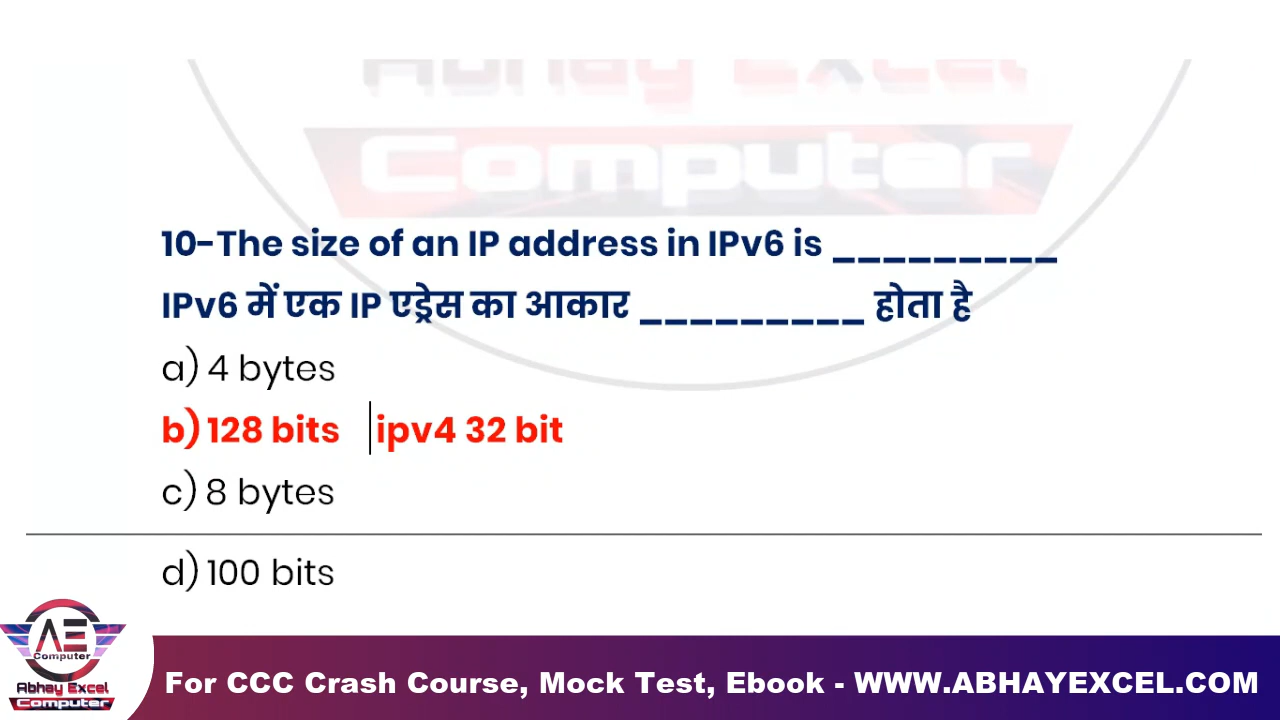 Abhay Excel
Computer
10-The size of an IP address in IPv6 is _________
IPv6 में एक IP एड्रेस का आकार _________ होता है
a) 4 bytes
b) 128 bits ipv4 32 bit
c) 8 bytes
d) 100 bits
AE
Computer
Abhay Excel
Computer
For CCC Crash Course, Mock Test, Ebook - WWW.ABHAYEXCEL.COM